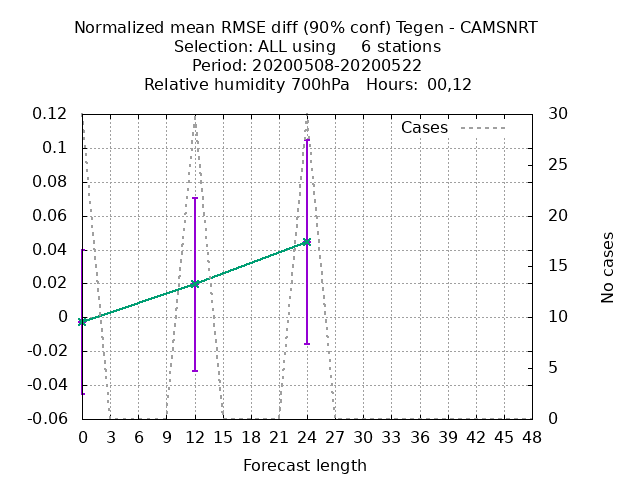 Normalized mean RMSE diff (90% conf) Tegen - CAMSNRT
Selection: ALL using     6 stations
Period: 20200508-20200522
Relative humidity 700hPa   Hours:  00,12
Cases
0.12
0.1
0.08
0.06
0.04
0.02
0
-0.02
-0.04
-0.06
30
25
20
15
10
5
0
No cases
0 3 6 9 12 15 18 21 24 27 30 33 36 39 42 45 48
Forecast length